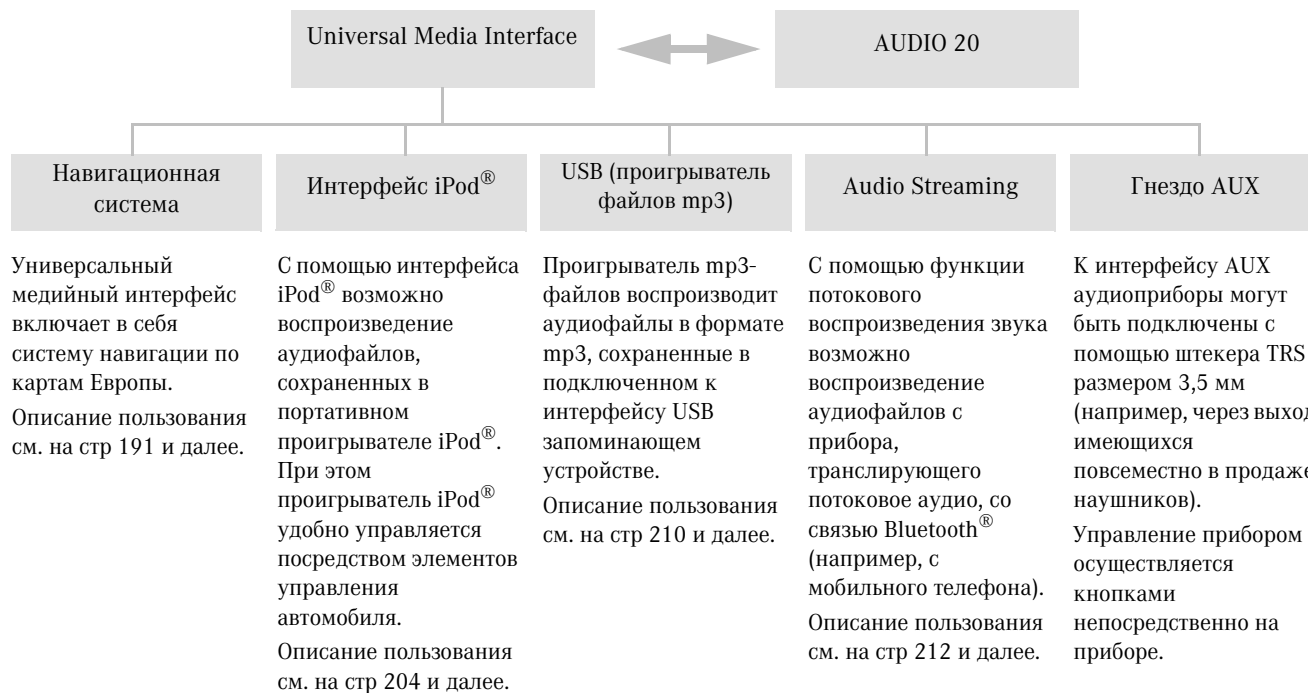 Universal Media Interface
AUDIO 20
Навигационная
система
Интерфейс iPod®
USB (проигрыватель
файлов mp3)
Audio Streaming
Гнездо AUX
Универсальный
медийный интерфейс
включает в себя
систему навигации по
картам Европы.
Описание пользования
см. на стр 191 и далее.
С помощью интерфейса
iPod® возможно
воспроизведение
аудиофайлов,
сохраненных в
портативном
проигрывателе iPod®.
При этом
проигрыватель iPod®
удобно управляется
посредством элементов
управления
автомобиля.
Описание пользования
см. на стр 204 и далее.
Проигрыватель mp3-
файлов воспроизводит
аудиофайлы в формате
mp3, сохраненные в
подключенном к
интерфейсу USB
запоминающем
устройстве.
Описание пользования
см. на стр 210 и далее.
С помощью функции
потокового
воспроизведения звука
возможно
воспроизведение
аудиофайлов с
прибора,
транслирующего
потоковое аудио, со
связью Bluetooth®
(например, с
мобильного телефона).
Описание пользования
см. на стр 212 и далее.
К интерфейсу AUX
аудиоприборы могут
быть подключены с
помощью штекера TRS
размером 3,5 мм
(например, через выход
имеющихся
повсеместно в продаже
наушников).
Управление прибором
осуществляется
кнопками
непосредственно на
приборе.